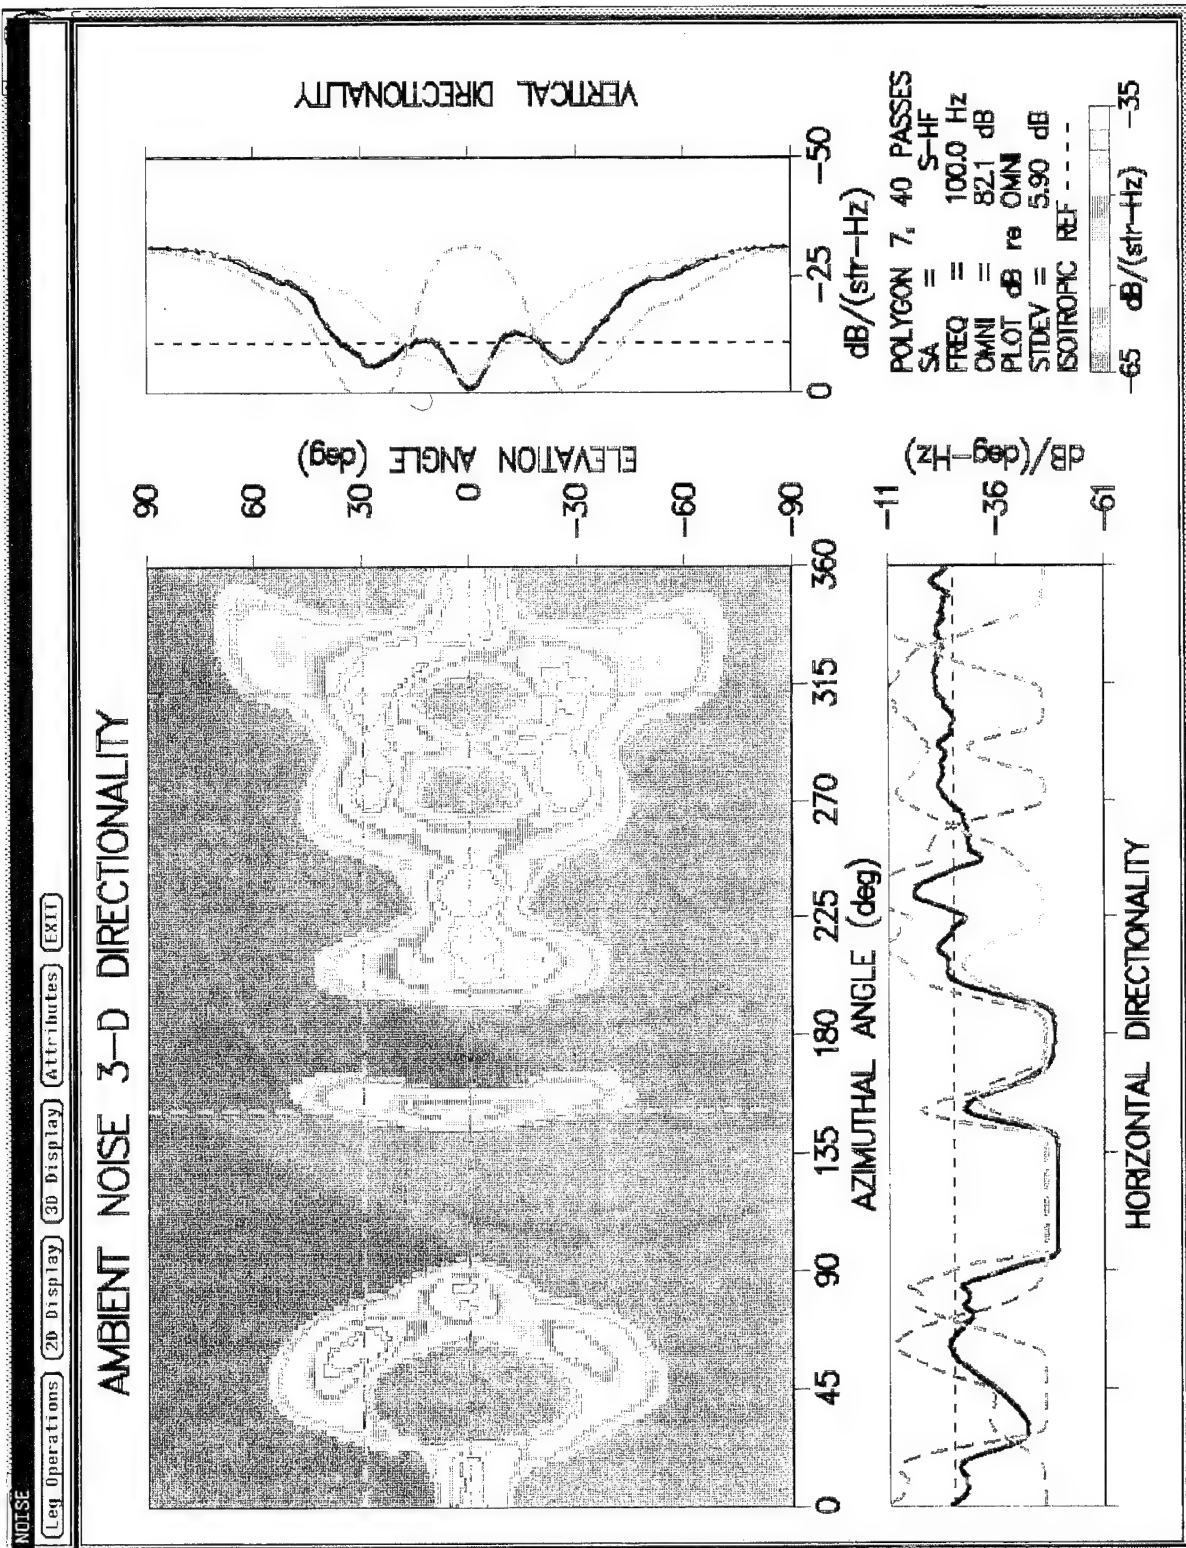 NOISE
Leg Operations 2D Display 3D Display Attributes EXIT
AMBIENT NOISE 3-D DIRECTIONALITY
90
60
30
0
-30
-60
-90
ELEVATION ANGLE (deg)
0 45 90 135 180 225 270 315 360
AZIMUTHAL ANGLE (deg)
VERTICAL DIRECTIONALITY
0 -25 -50
dB/(str-Hz)
POLYGON 7, 40 PASSES
SA = S-HF
FREQ = 100.0 Hz
OMNI = 82.1 dB
PLOT dB re OMNI
STDEV = 5.90 dB
ISOTROPIC REF ----
-65 dB/(str-Hz) -35
-11
-36
-61
dB/(deg-Hz)
HORIZONTAL DIRECTIONALITY